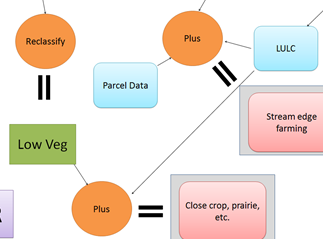 Reclassify
Plus
LULC
Parcel Data
Stream edge
farming
Low Veg
Plus
Close crop, prairie,
etc.